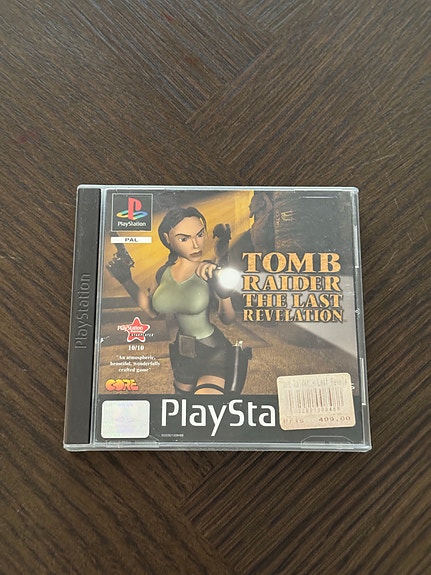 PlayStation
PlayStation
PAL
TOMB
RAIDER
THE LAST
REVELATION
PlayStation
10/10
"An atmospheric,
beautiful, wonderfully
crafted game"
CORE
PlaySta
Pris 499,00